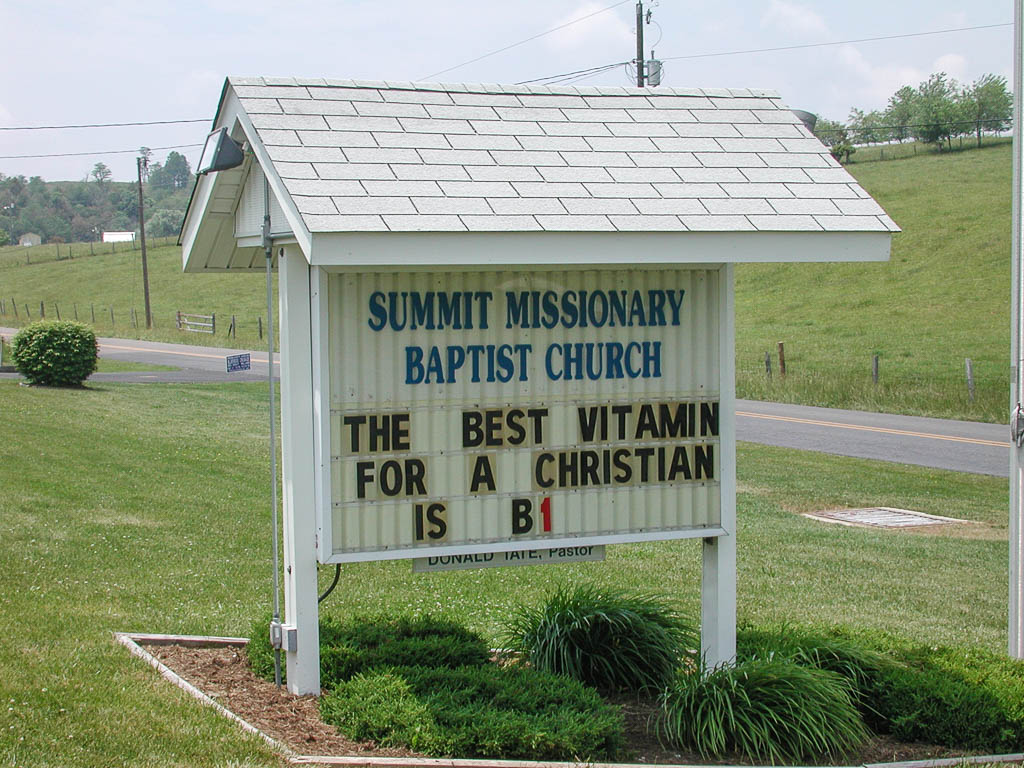 SUMMIT MISSIONARY
BAPTIST CHURCH
THE BEST VITAMIN
FOR A CHRISTIAN
IS B1
DONALD TATE, Pastor